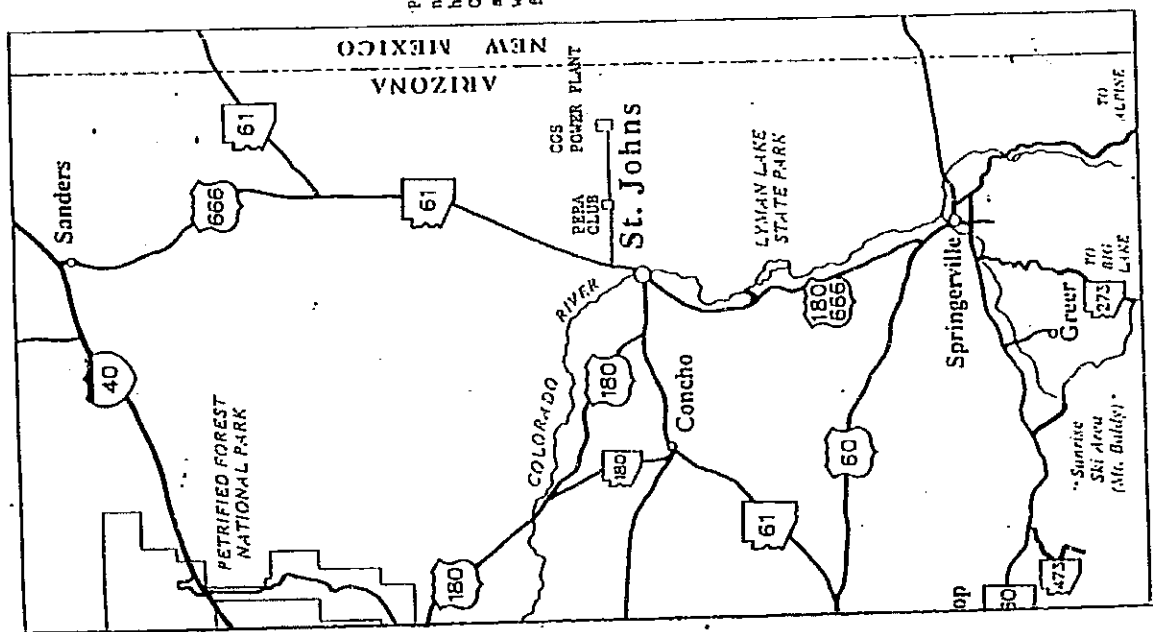 NEW MEXICO
ARIZONA
Sanders
61
666
40
61
CGS
POWER PLANT
PEPA
CLUB
St. Johns
PETRIFIED FOREST
NATIONAL PARK
COLORADO RIVER
180
180
180
Concho
LYMAN LAKE
STATE PARK
180
666
61
60
Springerville
TO
ALPINE
TO
BIG
LAKE
273
Greer
"Sunrise
Ski Area
(Mt. Baldy)"
473
60
op